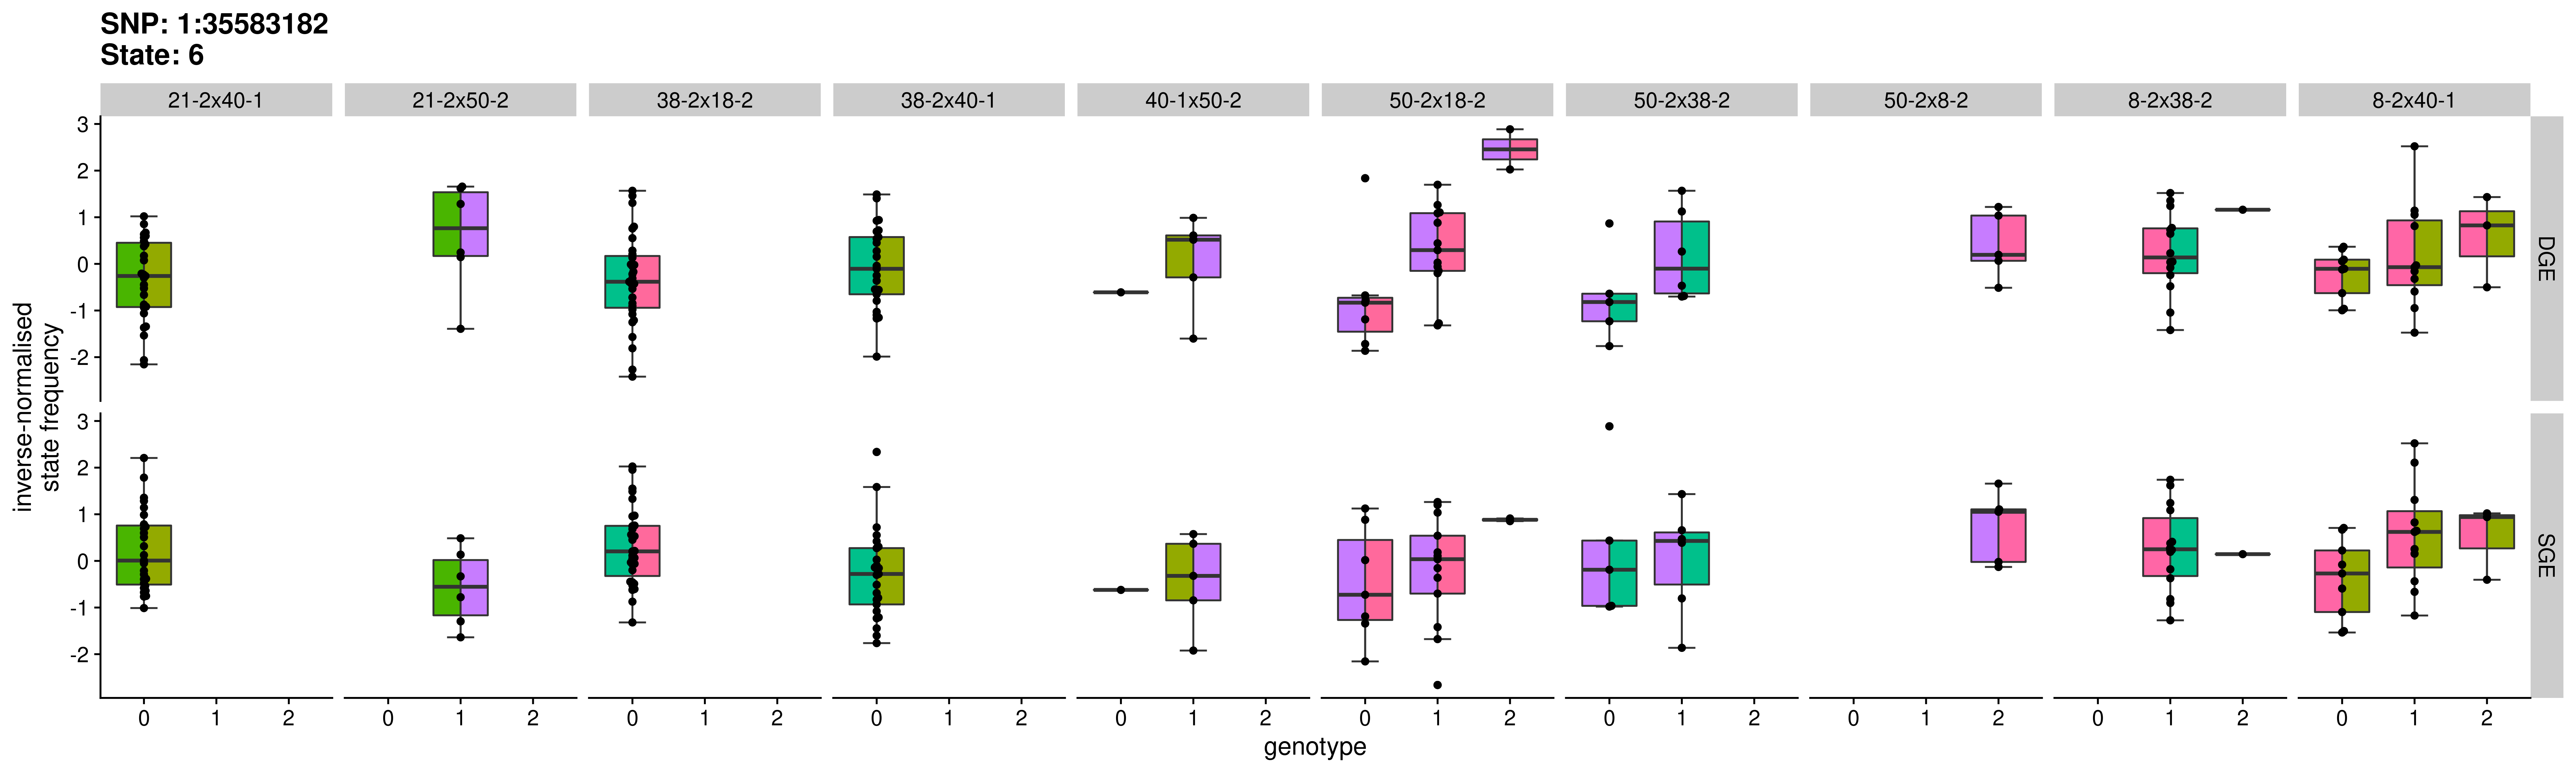 SNP: 1:35583182
State: 6
21-2x40-1 21-2x50-2 38-2x18-2 38-2x40-1 40-1x50-2 50-2x18-2 50-2x38-2 50-2x8-2 8-2x38-2 8-2x40-1
3
2
1
0
-1
-2
DGE
3
2
1
0
-1
-2
SGE
inverse-normalised
state frequency
0 1 2 0 1 2 0 1 2 0 1 2 0 1 2 0 1 2 0 1 2 0 1 2 0 1 2 0 1 2
genotype